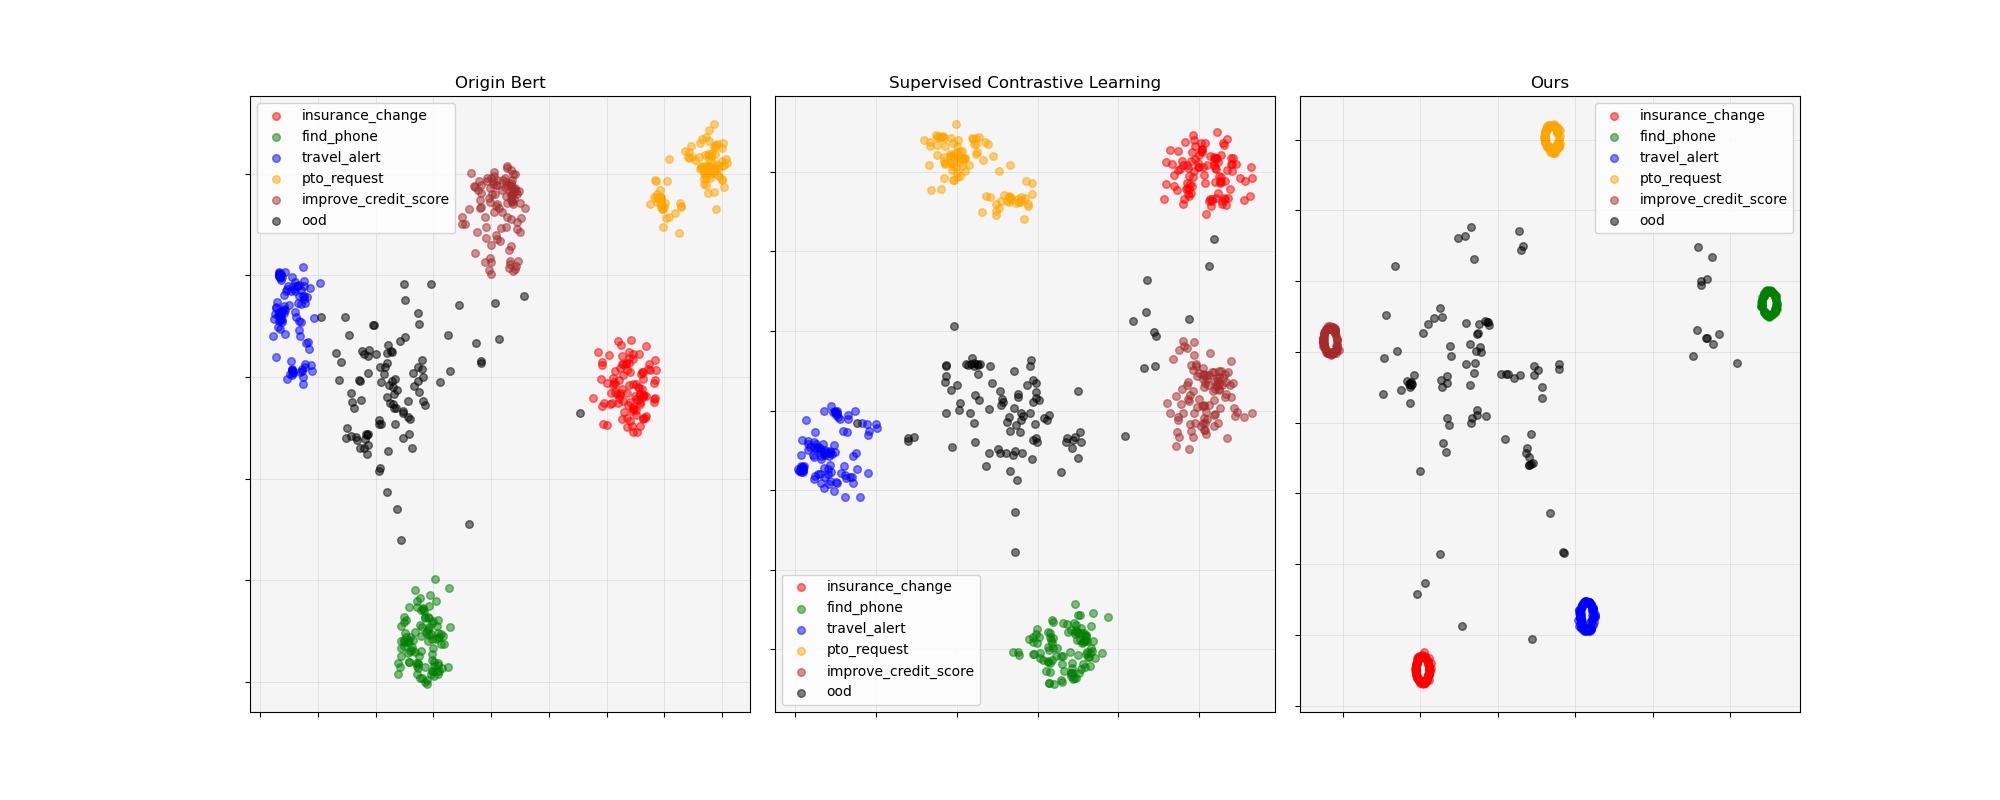 Origin Bert
insurance_change
find_phone
travel_alert
pto_request
improve_credit_score
ood
Supervised Contrastive Learning
insurance_change
find_phone
travel_alert
pto_request
improve_credit_score
ood
Ours
insurance_change
find_phone
travel_alert
pto_request
improve_credit_score
ood